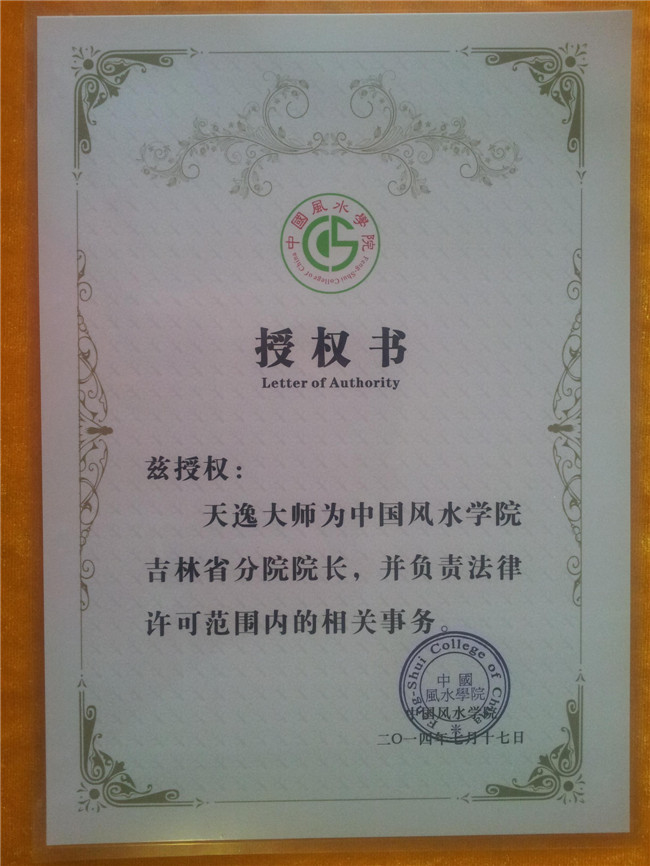 中國風水學院
Feng-Shui College of China
授权书
Letter of Authority
兹授权：
天逸大师为中国风水学院
吉林省分院院长，并负责法律
许可范围内的相关事务。
Feng-Shui College of China
中國
風水學院
中国风水学院
二〇一四年七月十七日